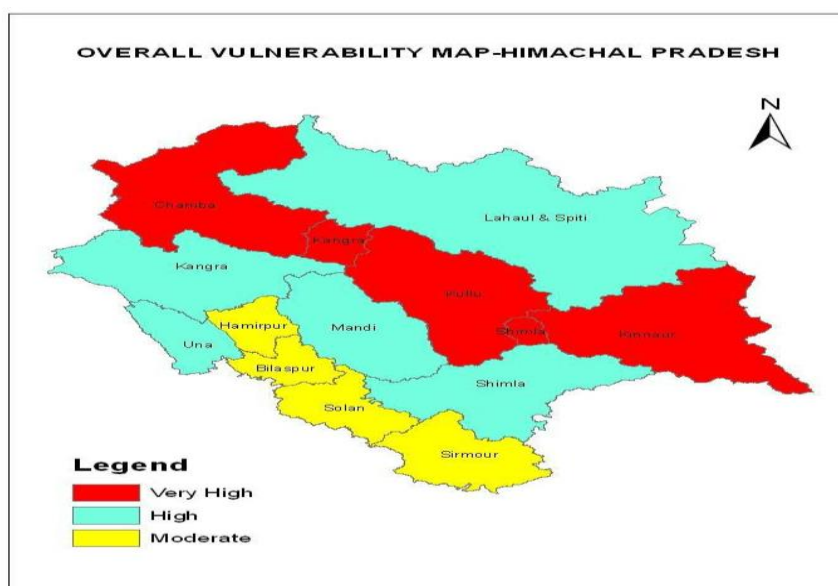 OVERALL VULNERABILITY MAP-HIMACHAL PRADESH
N
Chamba
Lahaul & Spiti
Kangra
Kangra
Kullu
Hamirpur
Mandi
Shimla
Kinnaur
Una
Bilaspur
Shimla
Solan
Sirmour
Legend
Very High
High
Moderate